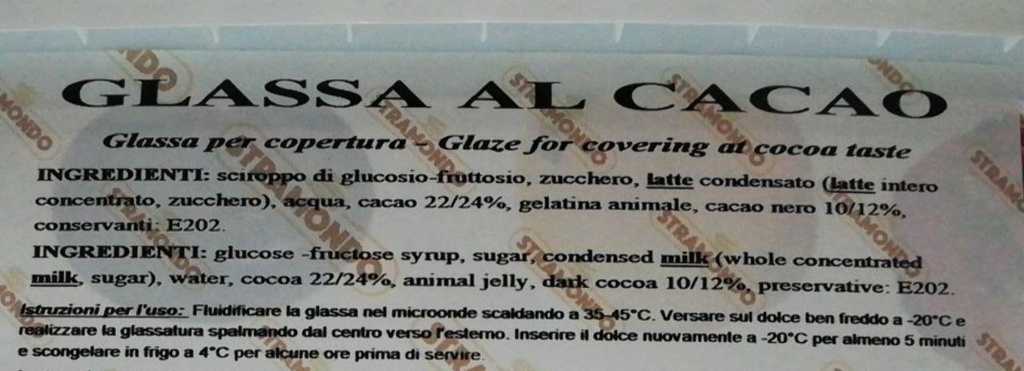 GLASSA AL CACAO
Glassa per copertura - Glaze for covering at cocoa taste
INGREDIENTI: sciroppo di glucosio-fruttosio, zucchero, latte condensato (latte intero
concentrato, zucchero), acqua, cacao 22/24%, gelatina animale, cacao nero 10/12%,
conservanti: E202.
INGREDIENTI: glucose -fructose syrup, sugar, condensed milk (whole concentrated
milk, sugar), water, cocoa 22/24%, animal jelly, dark cocoa 10/12%, preservative: E202.
Istruzioni per l'uso: Fluidificare la glassa nel microonde scaldando a 35-45°C. Versare sul dolce ben freddo a -20°C e
realizzare la glassatura spalmando dal centro verso l'esterno. Inserire il dolce nuovamente a -20°C per almeno 5 minuti
e scongelare in frigo a 4°C per alcune ore prima di servire.
STRAMONDO